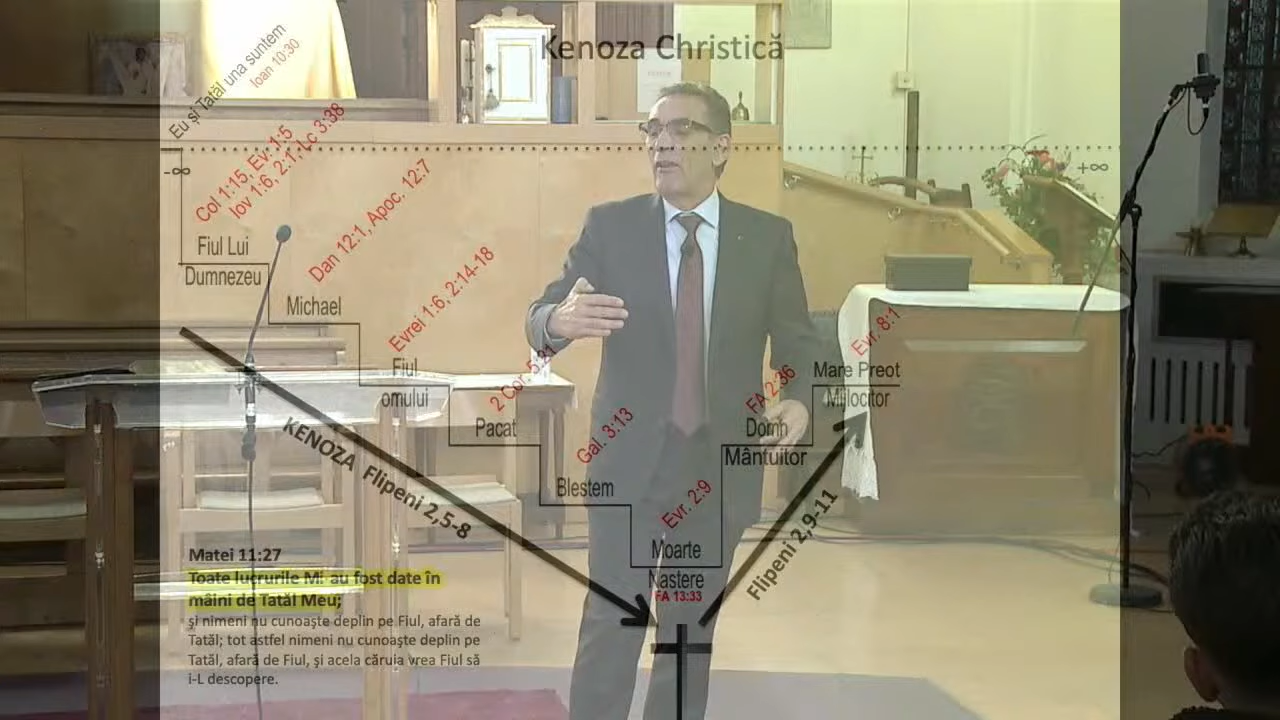 Kenoza Christică
Eu și Tatăl una suntem
Ioan 10:30
-∞
+∞
Col 1:15, Ev. 1:5
Iov 1:6, 2:1, Lc 3:38
Fiul Lui
Dumnezeu
Dan 12:1, Apoc. 12:7
Michael
Evrei 1:6, 2:14-18
Fiul
omului
2 Cor. 5:21
Pacat
Gal. 3:13
Blestem
Evr. 2:9
Moarte
Nastere
FA 13:33
FA 2:36
Domn
Mântuitor
Evr. 8:1
Mare Preot
Mijlocitor
KENOZA Flipeni 2,5-8
Flipeni 2,9-11
Matei 11:27
Toate lucrurile Mi au fost date în
mâini de Tatăl Meu;
și nimeni nu cunoaște deplin pe Fiul, afară de
Tatăl; tot astfel nimeni nu cunoaște deplin pe
Tatăl, afară de Fiul, și acela căruia vrea Fiul să
i-L descopere.